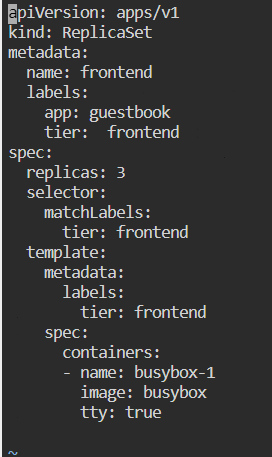 apiVersion: apps/v1
kind: ReplicaSet
metadata:
  name: frontend
  labels:
    app: guestbook
    tier:  frontend
spec:
  replicas: 3
  selector:
    matchLabels:
      tier: frontend
  template:
    metadata:
      labels:
        tier: frontend
    spec:
      containers:
      - name: busybox-1
        image: busybox
        tty: true
~